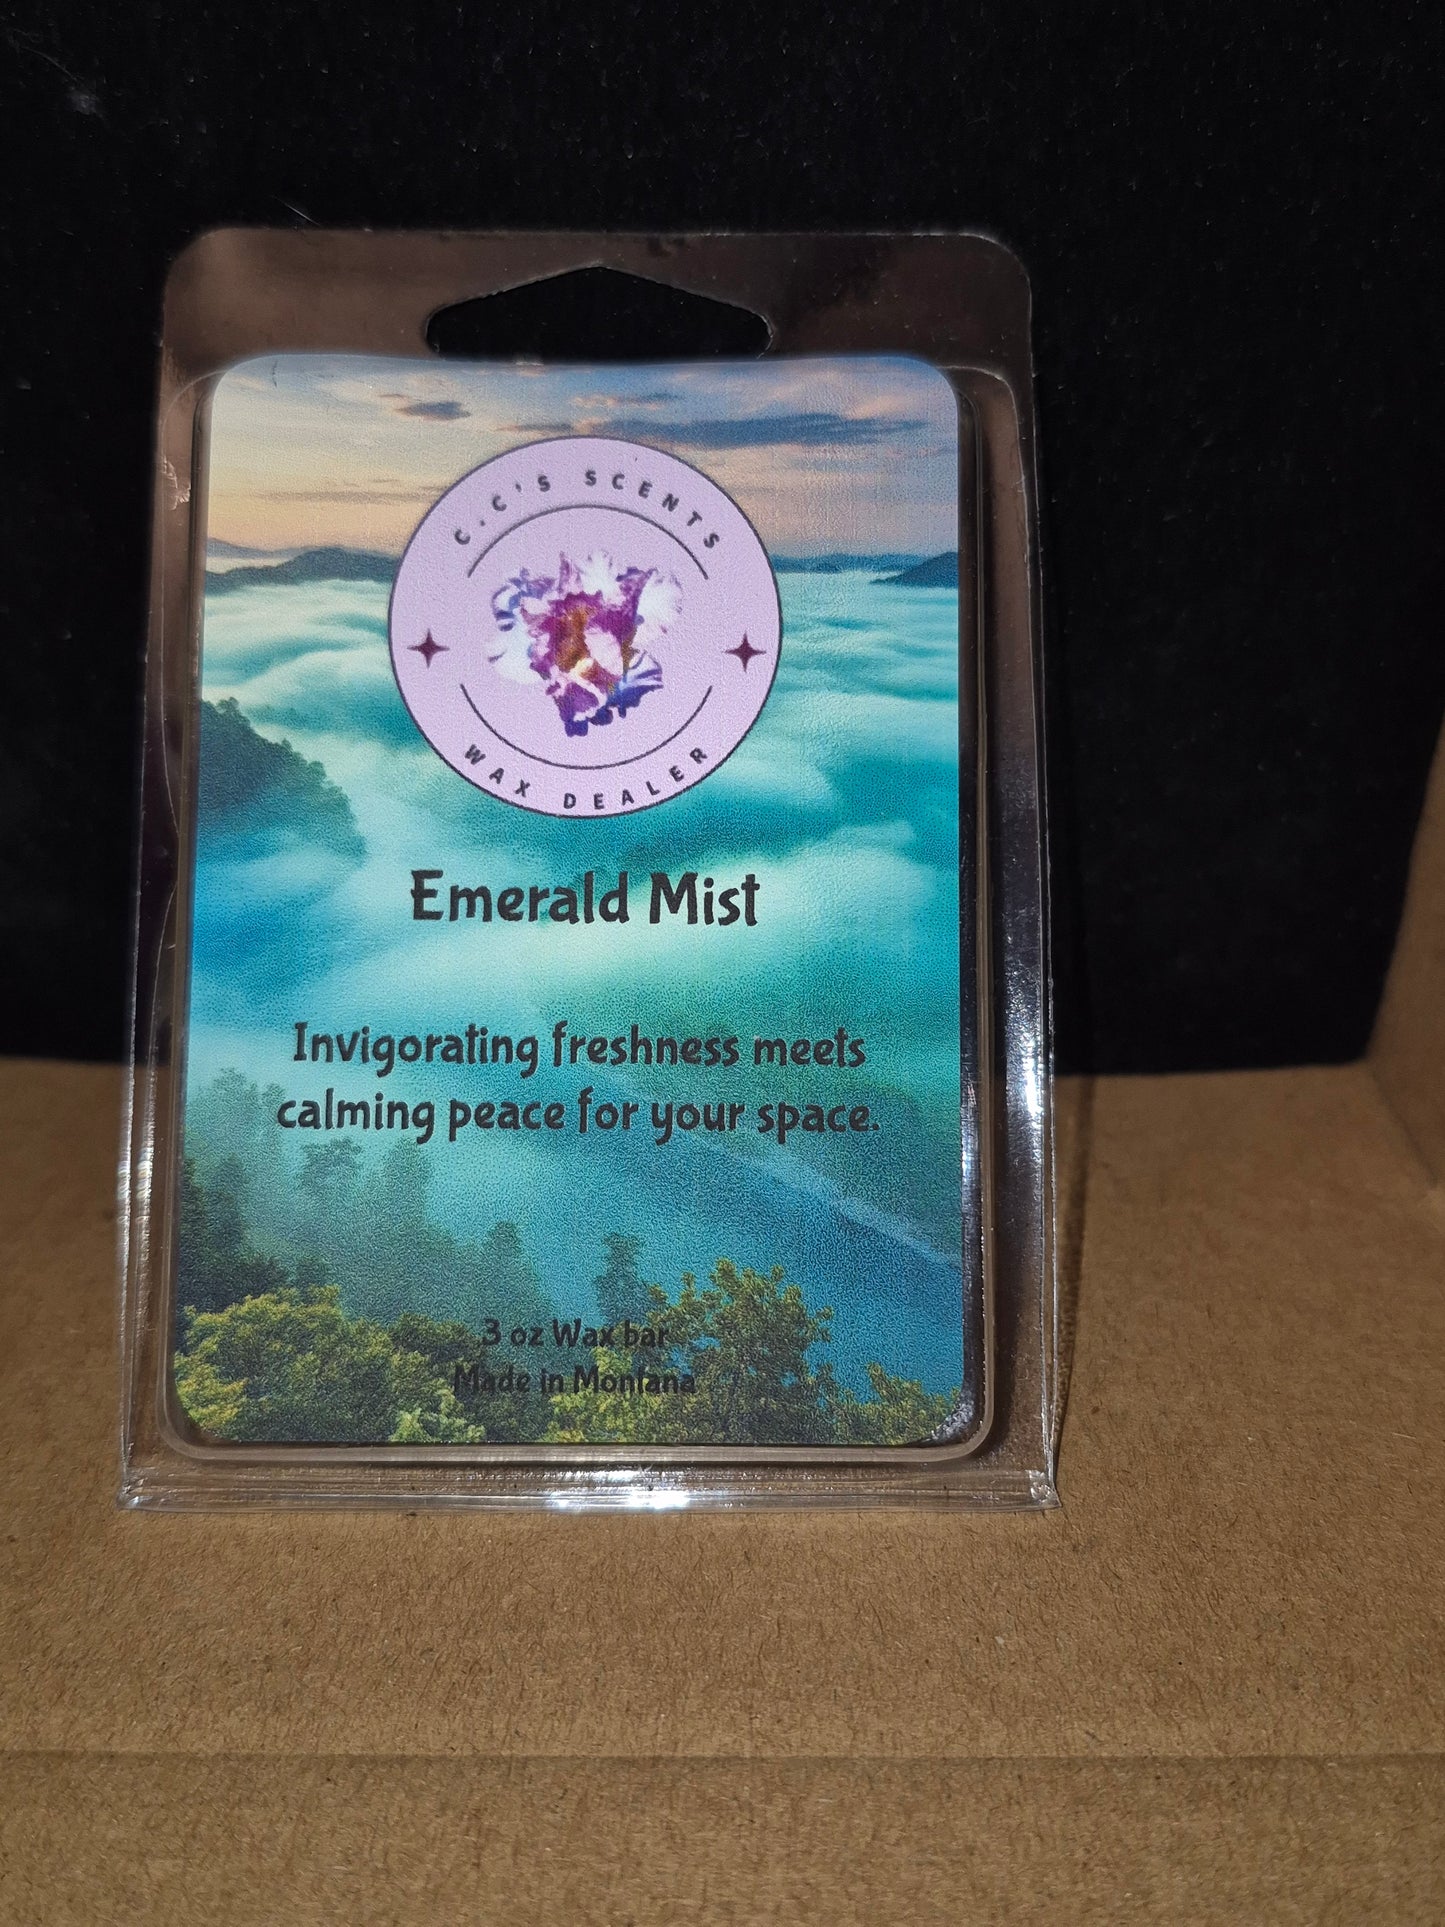 C.C'S SCENTS
WAX DEALER
Emerald Mist
Invigorating freshness meets
calming peace for your space.
3 oz Wax bar
Made in Montana